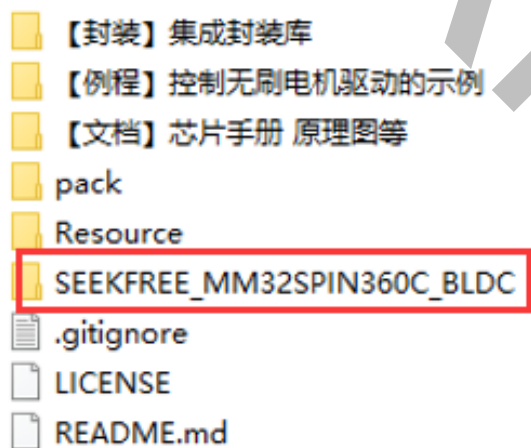 【封装】集成封装库
【例程】控制无刷电机驱动的示例
【文档】芯片手册 原理图等
pack
Resource
SEEKFREE_MM32SPIN360C_BLDC
.gitignore
LICENSE
README.md